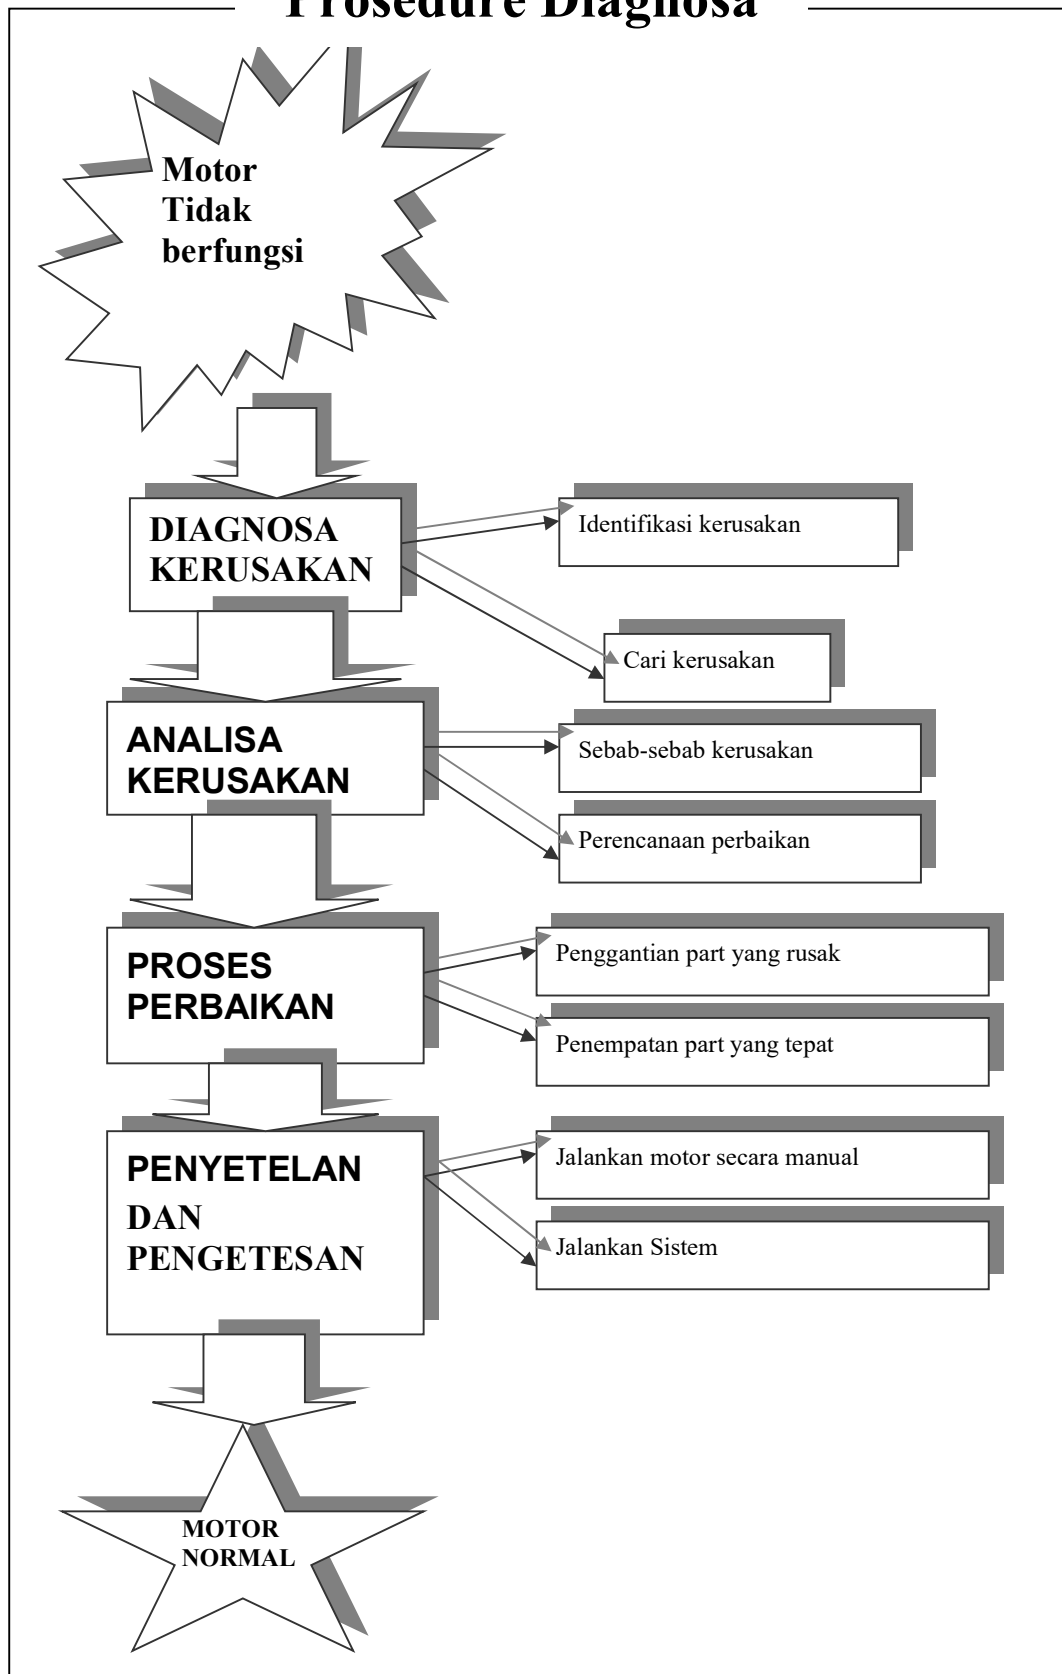 Prosedure Diagnosa
Motor
Tidak
berfungsi
DIAGNOSA
KERUSAKAN
Identifikasi kerusakan
Cari kerusakan
ANALISA
KERUSAKAN
Sebab-sebab kerusakan
Perencanaan perbaikan
PROSES
PERBAIKAN
Penggantian part yang rusak
Penempatan part yang tepat
PENYETELAN
DAN
PENGETESAN
Jalankan motor secara manual
Jalankan Sistem
MOTOR
NORMAL